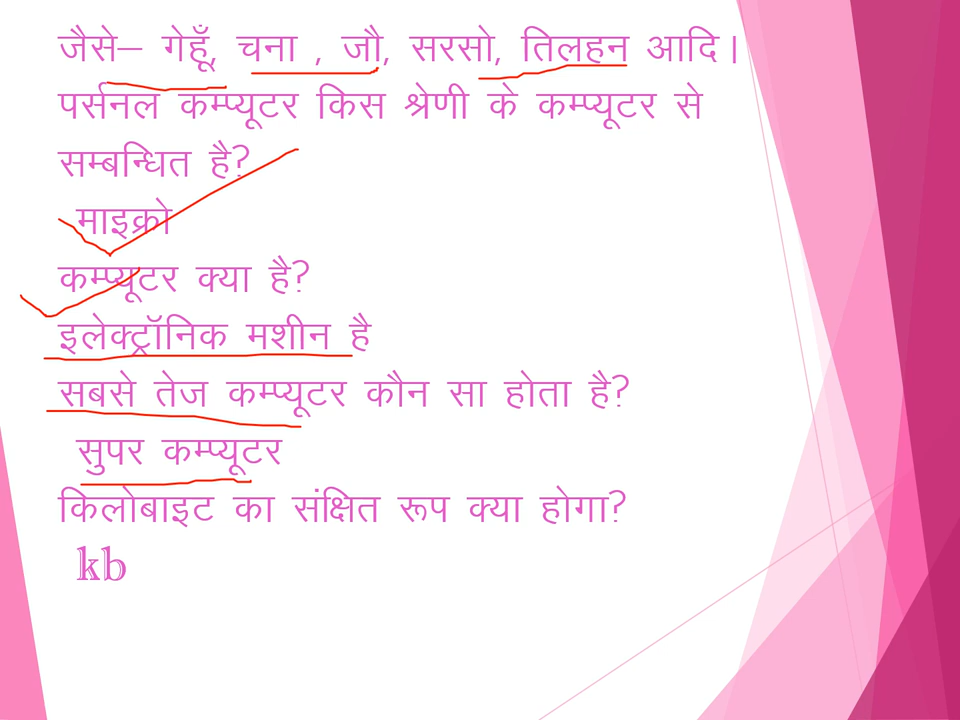 जैसे– गेहूँ, चना , जौ, सरसो, तिलहन आदि।
पर्सनल कम्प्यूटर किस श्रेणी के कम्प्यूटर से
सम्बन्धित है?
माइक्रो
कम्प्यूटर क्या है?
इलेक्ट्रॉनिक मशीन है
सबसे तेज कम्प्यूटर कौन सा होता है?
सुपर कम्प्यूटर
किलोबाइट का संक्षित रूप क्या होगा?
kb